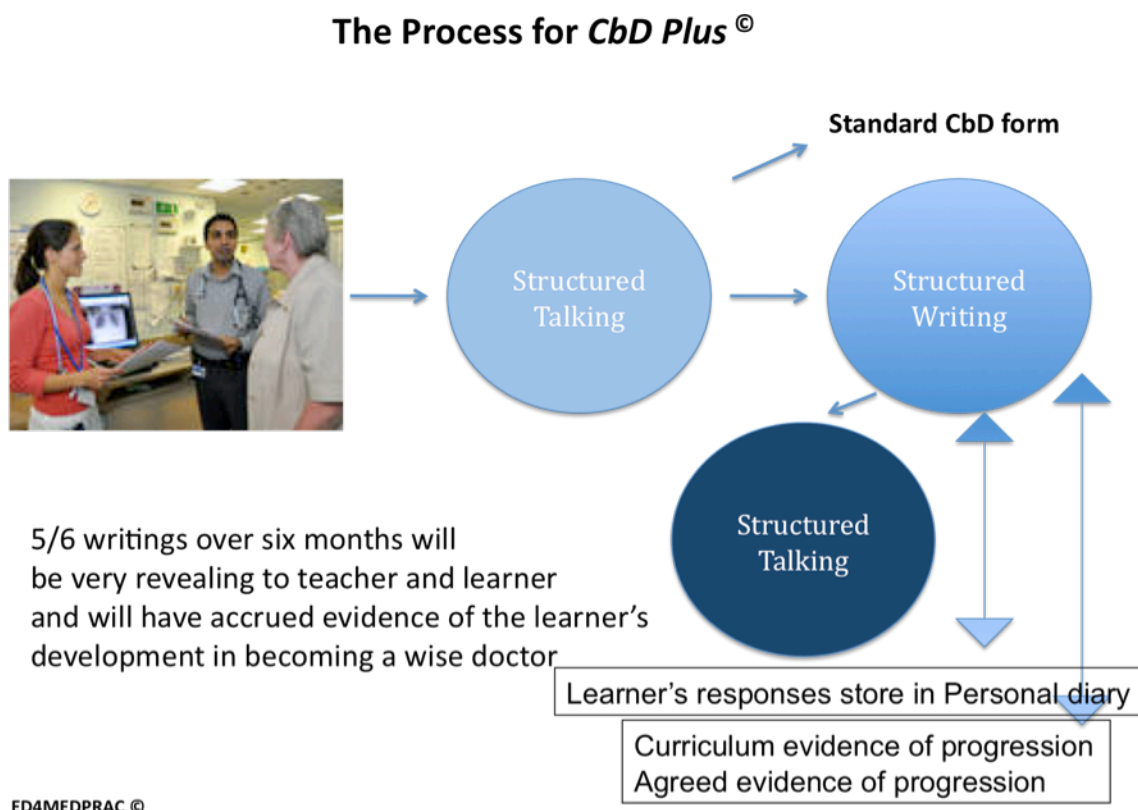 The Process for CbD Plus ©
Standard CbD form
Structured
Talking
Structured
Writing
Structured
Talking
5/6 writings over six months will
be very revealing to teacher and learner
and will have accrued evidence of the learner’s
development in becoming a wise doctor
Learner’s responses store in Personal diary
Curriculum evidence of progression
Agreed evidence of progression
ED4MEDPRAC ©